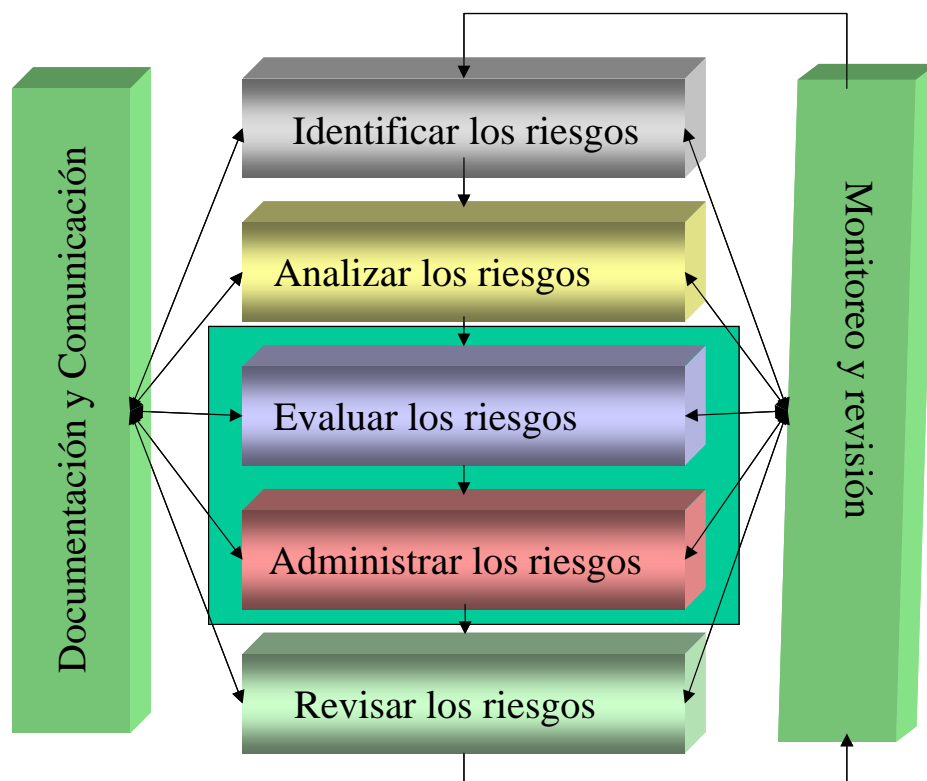 Documentación y Comunicación
Identificar los riesgos
Analizar los riesgos
Evaluar los riesgos
Administrar los riesgos
Revisar los riesgos
Monitoreo y revisión